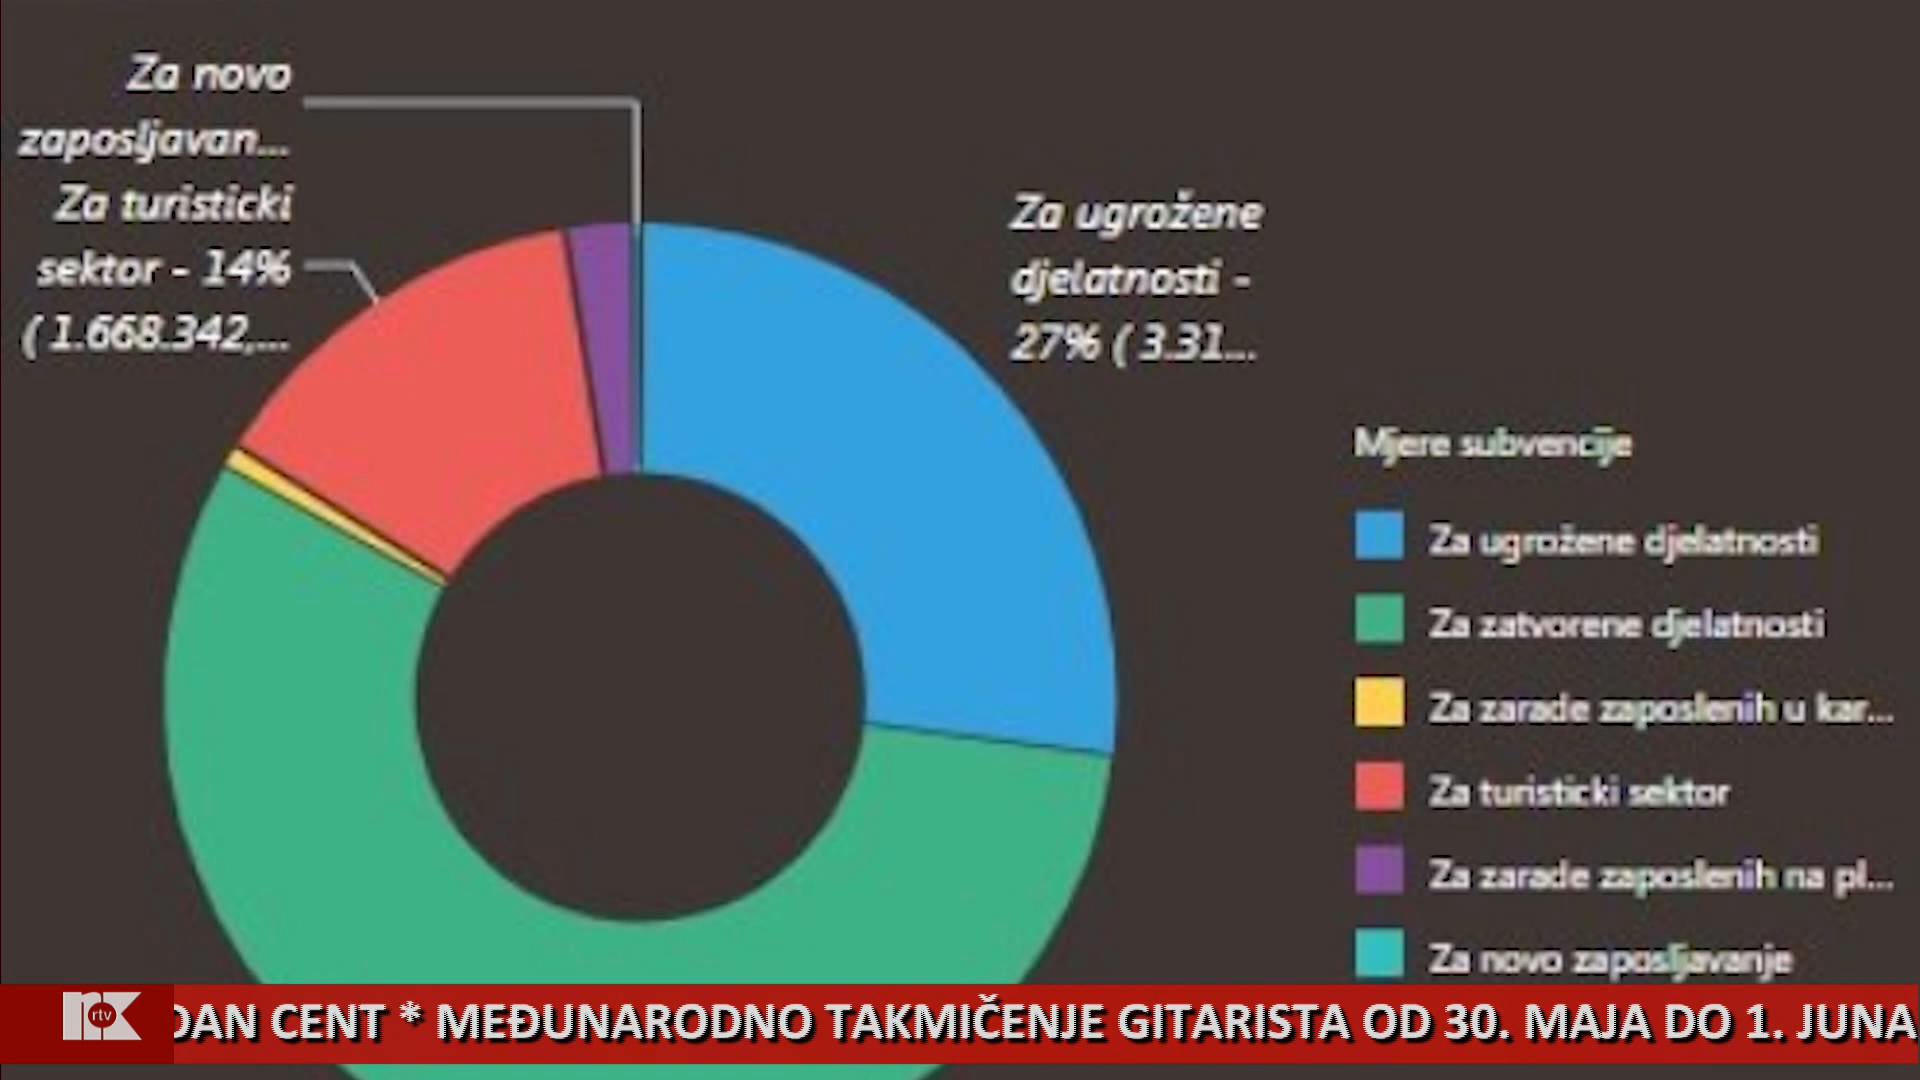 Za novo
zaposljavan...
Za turisticki
sektor - 14%
( 1.668.342,...
Za ugrožene
djelatnosti -
27% ( 3.31...
Mjere subvencije
Za ugrožene djelatnosti
Za zatvorene djelatnosti
Za zarade zaposlenih u kar...
Za turisticki sektor
Za zarade zaposlenih na pl...
Za novo zaposljavanje
rtv
DAN CENT * MEĐUNARODNO TAKMIČENJE GITARISTA OD 30. MAJA DO 1. JUNA